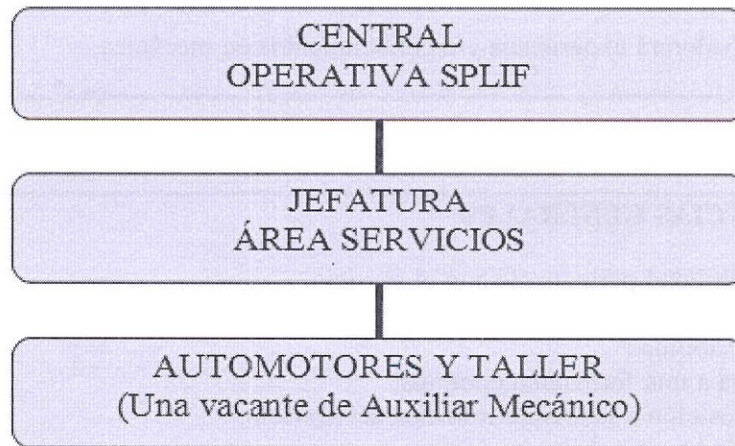 CENTRAL
OPERATIVA SPLIF
JEFATURA
ÁREA SERVICIOS
AUTOMOTORES Y TALLER
(Una vacante de Auxiliar Mecánico)